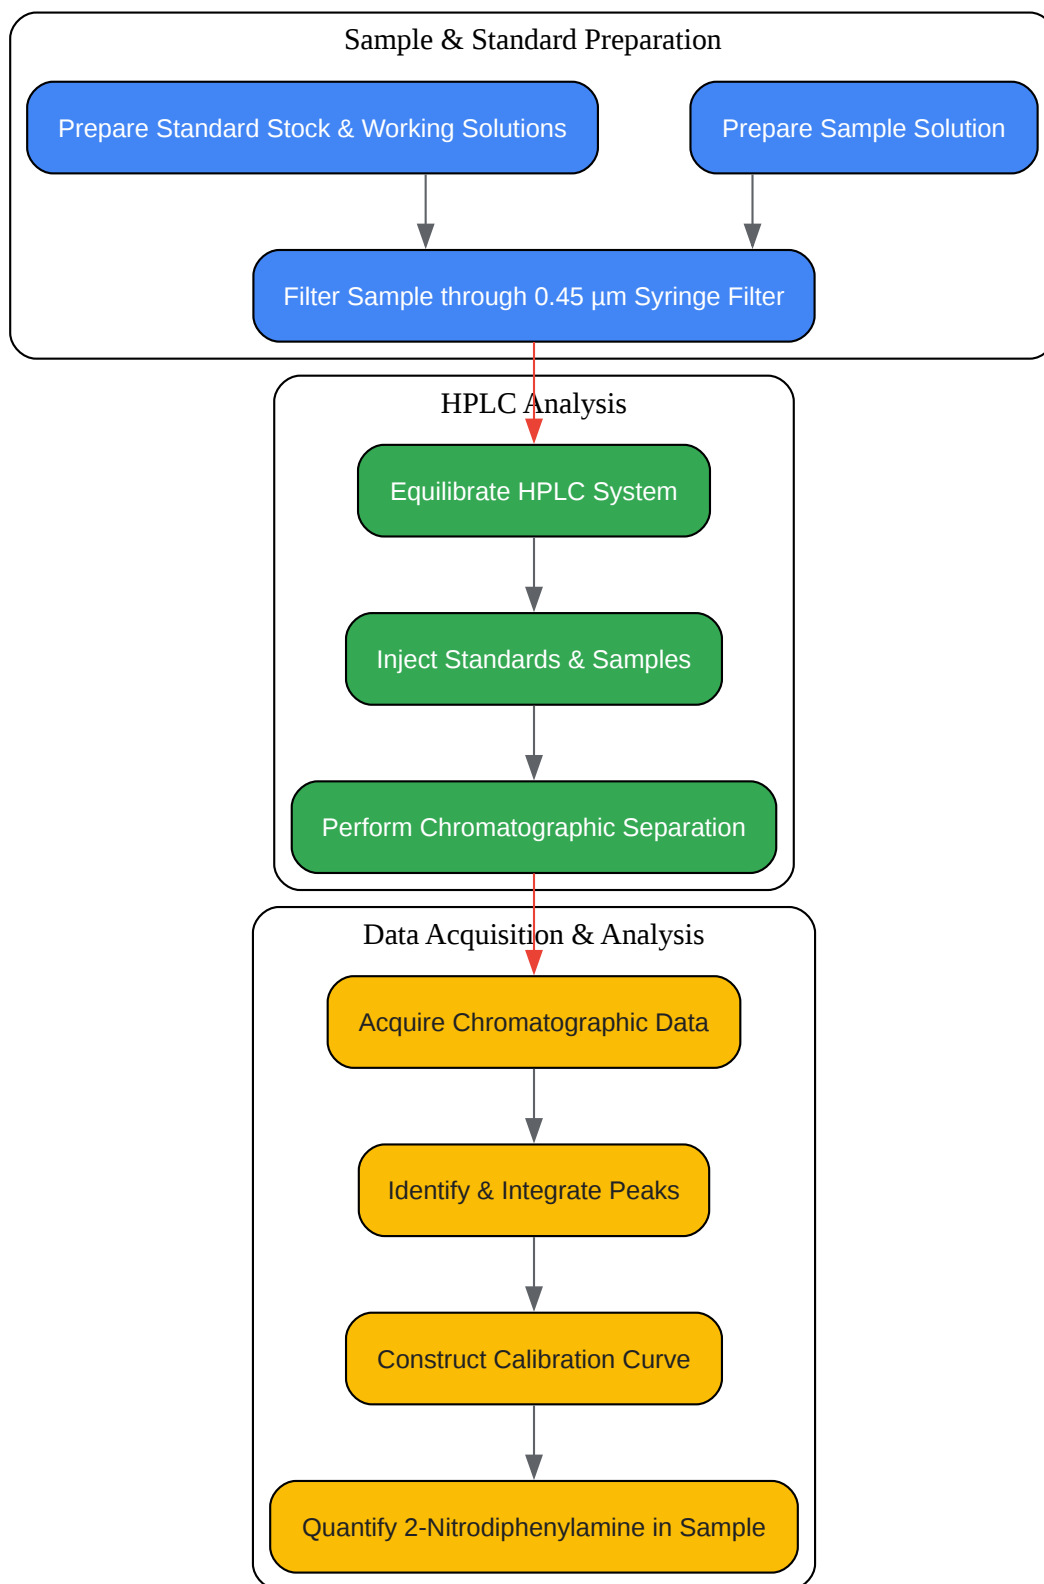 Sample & Standard Preparation
Prepare Standard Stock & Working Solutions
Prepare Sample Solution
Filter Sample through 0.45 µm Syringe Filter
HPLC Analysis
Equilibrate HPLC System
Inject Standards & Samples
Perform Chromatographic Separation
Data Acquisition & Analysis
Acquire Chromatographic Data
Identify & Integrate Peaks
Construct Calibration Curve
Quantify 2-Nitrodiphenylamine in Sample